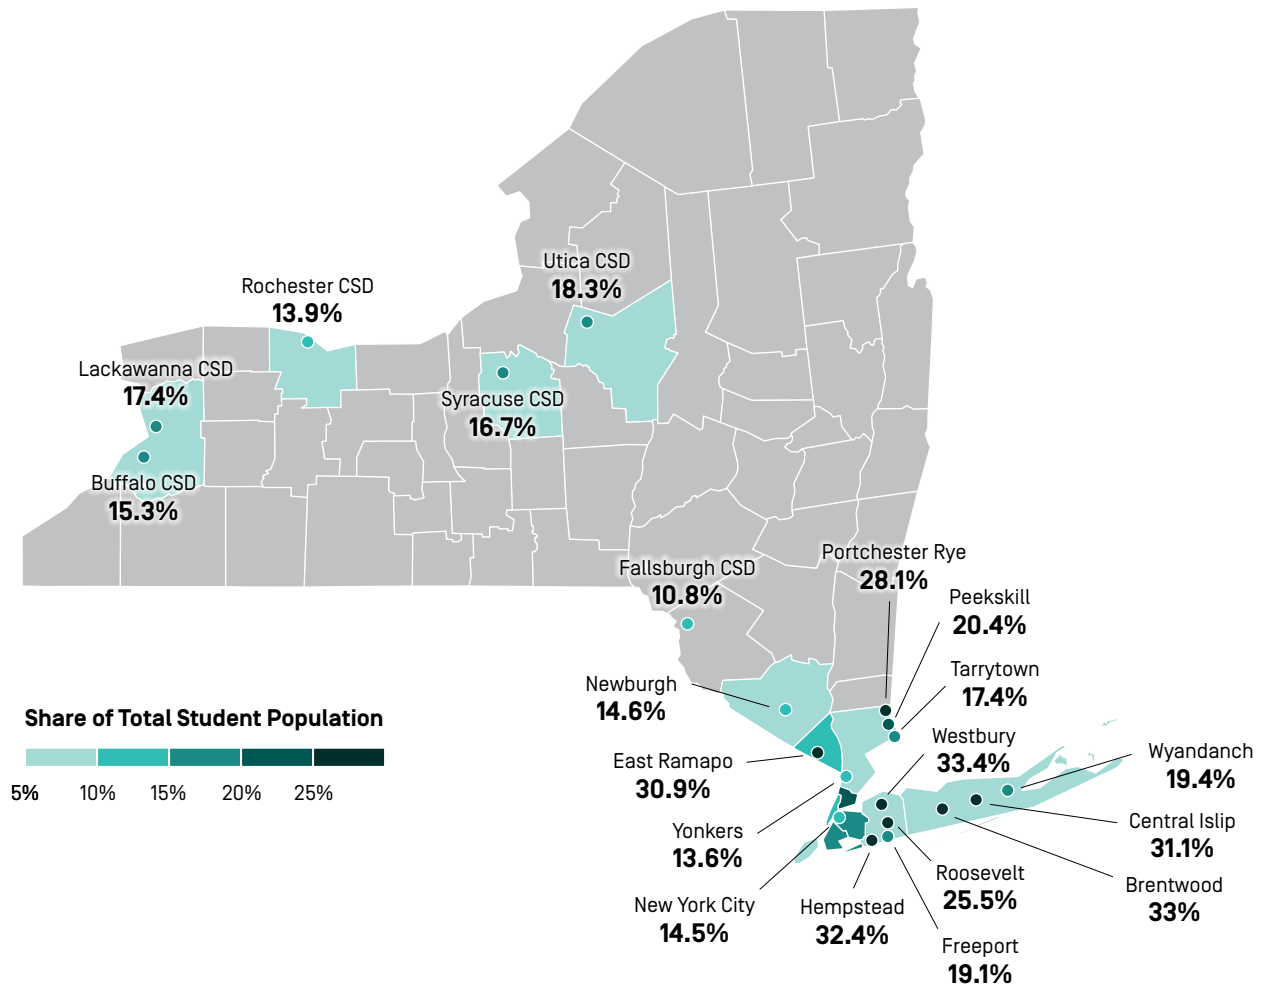 Utica CSD
18.3%
Rochester CSD
13.9%
Lackawanna CSD
17.4%
Syracuse CSD
16.7%
Buffalo CSD
15.3%
Portchester Rye
28.1%
Fallsburgh CSD
10.8%
Peekskill
20.4%
Tarrytown
17.4%
Newburgh
14.6%
Share of Total Student Population
5%
10%
15%
20%
25%
Westbury
33.4%
Wyandanch
19.4%
East Ramapo
30.9%
Yonkers
13.6%
Central Islip
31.1%
Roosevelt
25.5%
Brentwood
33%
New York City
14.5%
Hempstead
32.4%
Freeport
19.1%